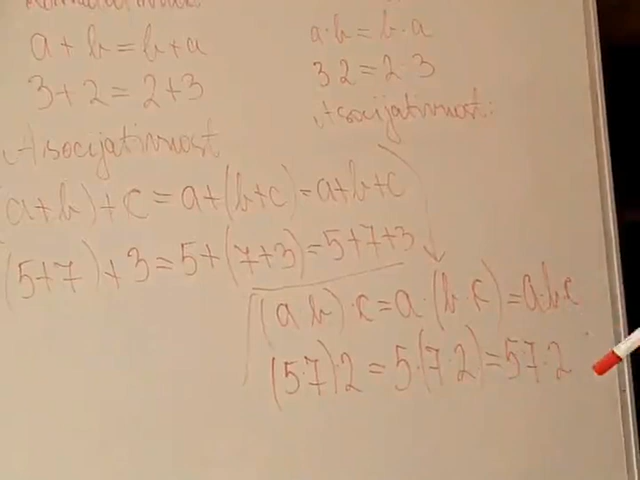 a + b = b + a
3 + 2 = 2 + 3
Asocijativnost
(a + b) + c = a + (b + c) = a + b + c
(5 + 7) + 3 = 5 + (7 + 3) = 5 + 7 + 3
a · b = b · a
3 · 2 = 2 · 3
Asocijativnost:
(a b) · c = a · (b · c) = a · b · c
(5 · 7) · 2 = 5 · (7 · 2) = 5 · 7 · 2